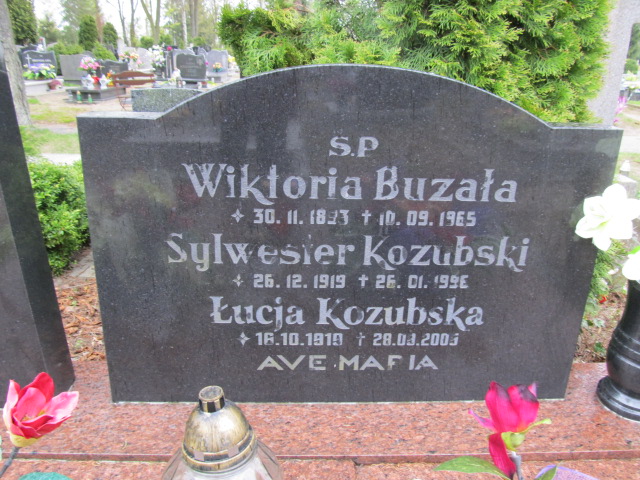 Ś.P
Wiktoria Buzała
✧ 30.11.1893 ✝ 10.09.1965
Sylwester Kozubski
✧ 26.12.1919 ✝ 26.01.1996
Łucja Kozubska
✧ 16.10.1919 ✝ 28.03.2003
AVE MARIA